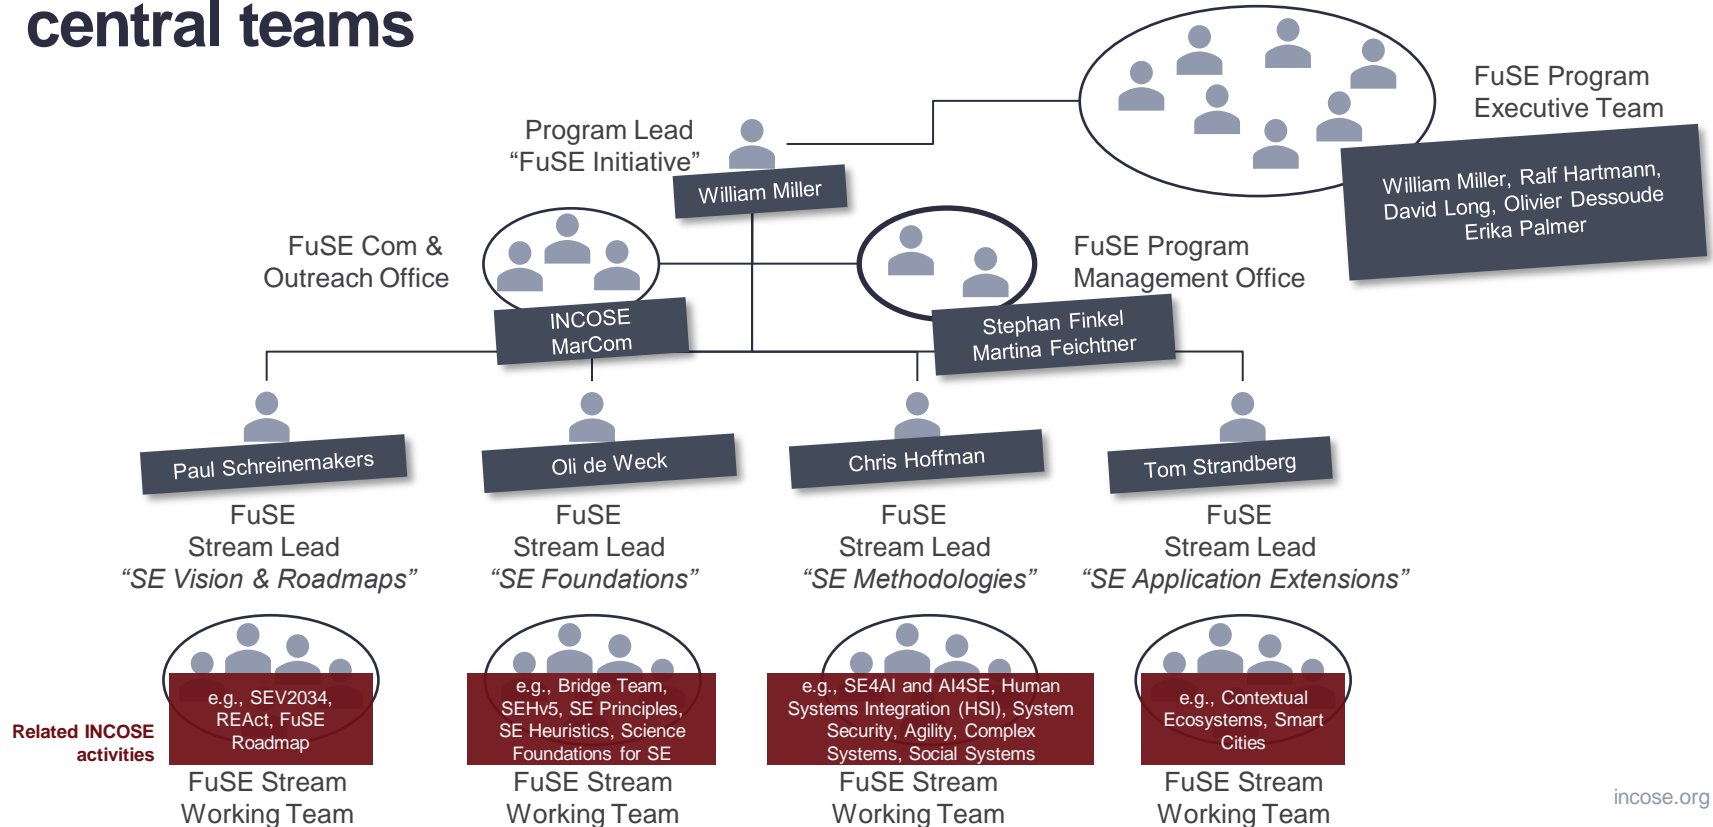 central teams
FuSE Program
Executive Team
William Miller, Ralf Hartmann,
David Long, Olivier Dessoude
Erika Palmer
Program Lead
“FuSE Initiative”
William Miller
FuSE Com &
Outreach Office
INCOSE
MarCom
FuSE Program
Management Office
Stephan Finkel
Martina Feichtner
Paul Schreinemakers
FuSE
Stream Lead
“SE Vision & Roadmaps”
Oli de Weck
FuSE
Stream Lead
“SE Foundations”
Chris Hoffman
FuSE
Stream Lead
“SE Methodologies”
Tom Strandberg
FuSE
Stream Lead
“SE Application Extensions”
Related INCOSE
activities
e.g., SEV2034,
REAct, FuSE
Roadmap
FuSE Stream
Working Team
e.g., Bridge Team,
SEHv5, SE Principles,
SE Heuristics, Science
Foundations for SE
FuSE Stream
Working Team
e.g., SE4AI and AI4SE, Human
Systems Integration (HSI), System
Security, Agility, Complex
Systems, Social Systems
FuSE Stream
Working Team
e.g., Contextual
Ecosystems, Smart
Cities
FuSE Stream
Working Team
incose.org